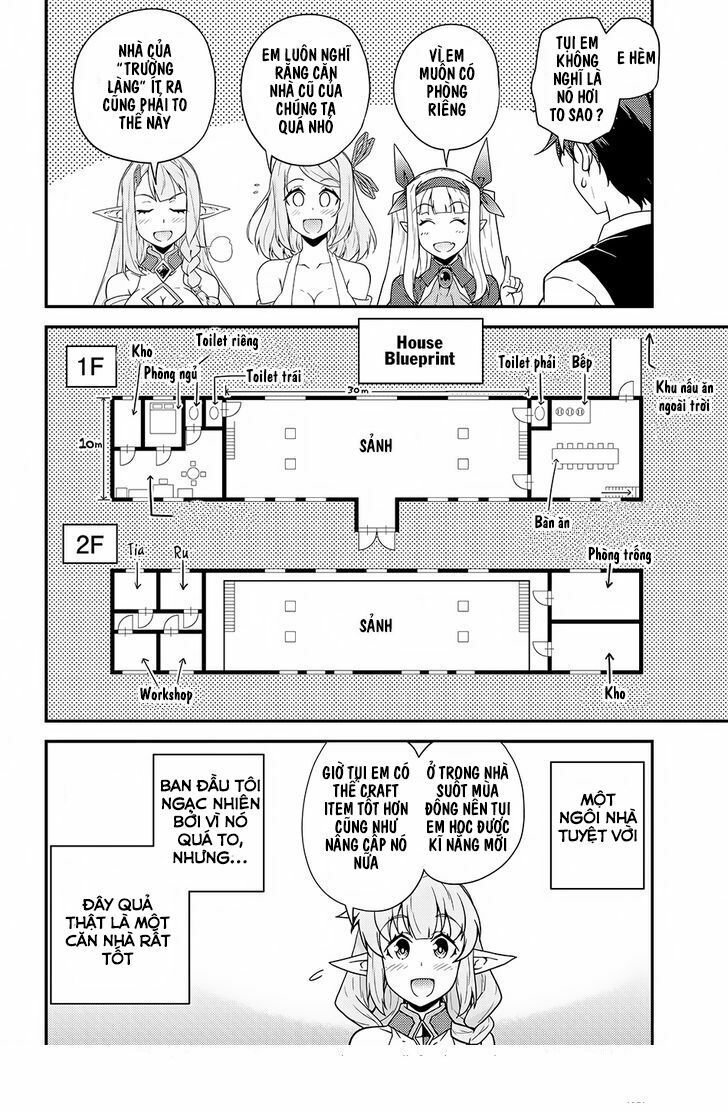 E HÈM
TUI EM
KHÔNG
NGHĨ LÀ
NÓ HƠI
TO SAO ?
VÌ EM
MUỐN CÓ
PHÒNG
RIÊNG
EM LUÔN NGHĨ
RẰNG CĂN
NHÀ CŨ CỦA
CHÚNG TA
QUÁ NHỎ
NHÀ CỦA
“TRƯỞNG
LÀNG” ÍT RA
CŨNG PHẢI TO
THẾ NÀY
House
Blueprint
1F
Kho
Phòng ngủ
Toilet riêng
Toilet trái
30m
Toilet phải
Bếp
Khu nấu ăn
ngoài trời
10m
SẢNH
Bàn ăn
2F
Tia
Ru
Phòng trống
SẢNH
Workshop
Kho
MỘT
NGÔI NHÀ
TUYỆT VỜI
Ở TRONG NHÀ
SUỐT MÙA
ĐÔNG NÊN TUI
EM HỌC ĐƯỢC
KĨ NĂNG MỚI
GIỜ TUI EM CÓ
THỂ CRAFT
ITEM TỐT HƠN
CŨNG NHƯ
NÂNG CẤP NÓ
NỮA
BAN ĐẦU TÔI
NGẠC NHIÊN
BỞI VÌ NÓ
QUÁ TO,
NHƯNG...
ĐÂY QUẢ
THẬT LÀ MỘT
CĂN NHÀ RẤT
TỐT